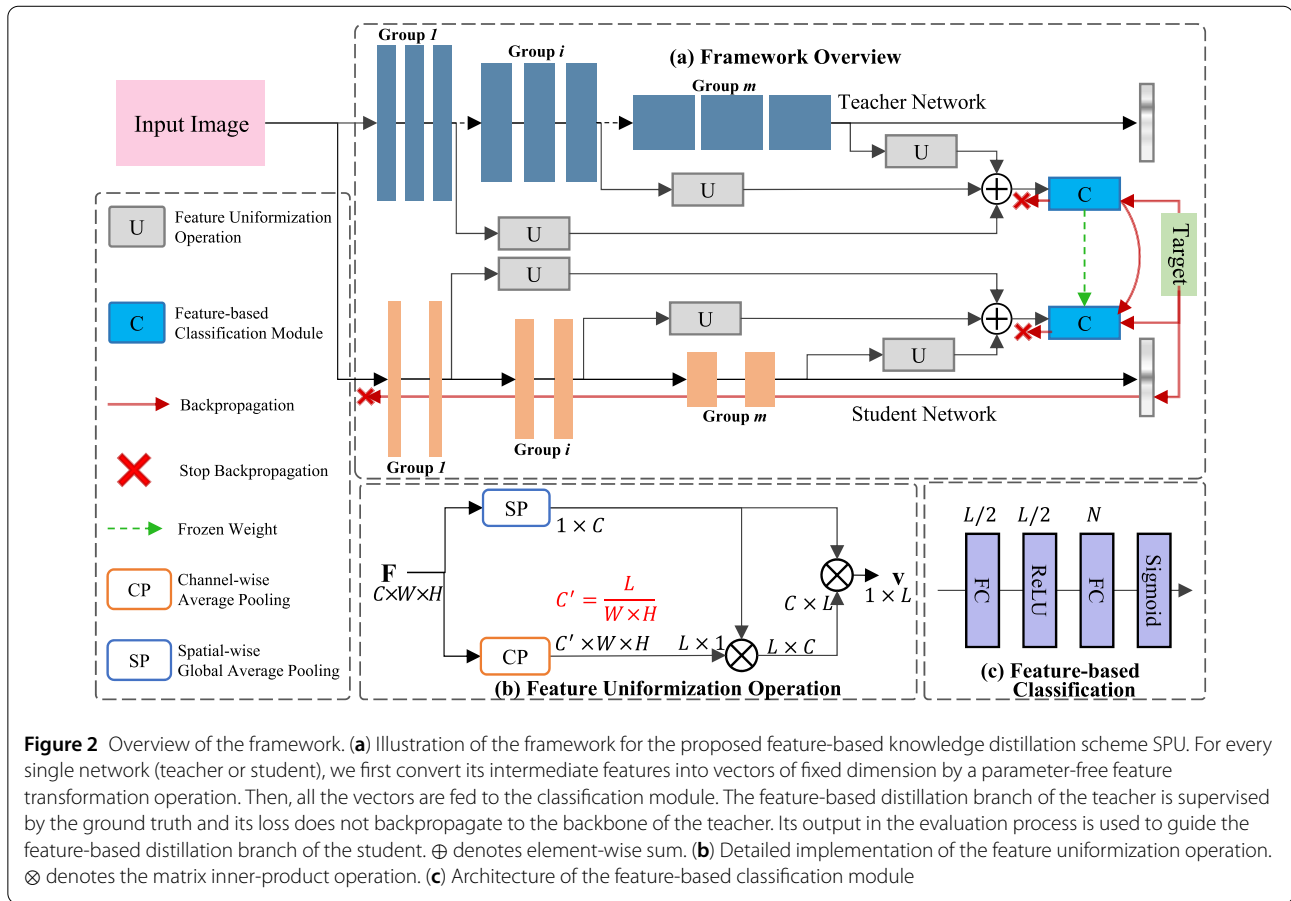 Group 1
Group i
(a) Framework Overview
Group m
Teacher Network
Input Image
U
U
U
C
Target
U
U
U
C
Group m
Student Network
Group i
Group 1
U
Feature Uniformization
Operation
C
Feature-based
Classification Module
Backpropagation
Stop Backpropagation
Frozen Weight
CP
Channel-wise
Average Pooling
SP
Spatial-wise
Global Average Pooling
SP
1 × C
F
C×W×H
C′ = L / W × H
C × L
v
1 × L
CP
C′ × W × H
L × 1
L × C
(b) Feature Uniformization Operation
L/2 L/2 N
FC
ReLU
FC
Sigmoid
(c) Feature-based
Classification
Figure 2 Overview of the framework. (a) Illustration of the framework for the proposed feature-based knowledge distillation scheme SPU. For every
single network (teacher or student), we first convert its intermediate features into vectors of fixed dimension by a parameter-free feature
transformation operation. Then, all the vectors are fed to the classification module. The feature-based distillation branch of the teacher is supervised
by the ground truth and its loss does not backpropagate to the backbone of the teacher. Its output in the evaluation process is used to guide the
feature-based distillation branch of the student. ⊕ denotes element-wise sum. (b) Detailed implementation of the feature uniformization operation.
⊗ denotes the matrix inner-product operation. (c) Architecture of the feature-based classification module